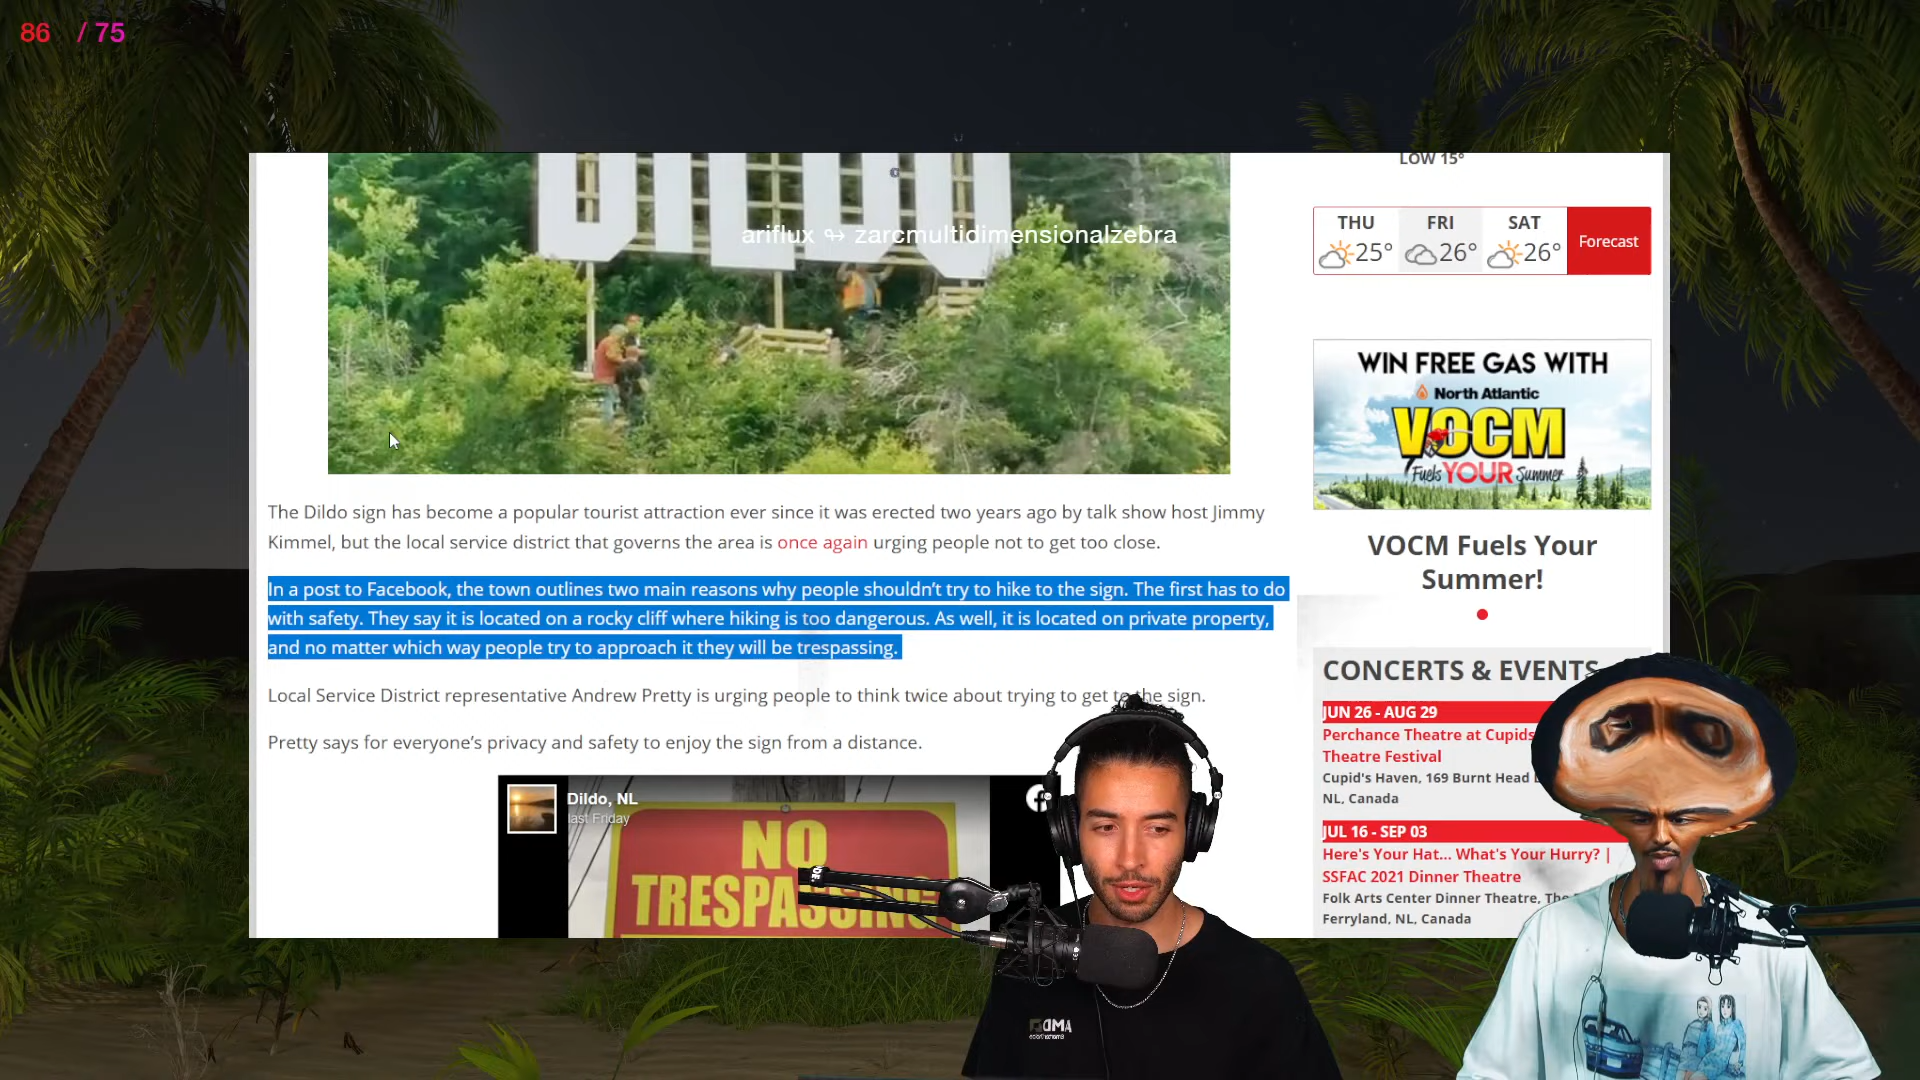 86 / 75
LOW 15°
ariflux ↬ zarcmultidimensionalzebra
THU FRI SAT
25° 26° 26°
Forecast
WIN FREE GAS WITH
North Atlantic
VOCM
Fuels YOUR Summer
The Dildo sign has become a popular tourist attraction ever since it was erected two years ago by talk show host Jimmy
Kimmel, but the local service district that governs the area is once again urging people not to get too close.
In a post to Facebook, the town outlines two main reasons why people shouldn't try to hike to the sign. The first has to do
with safety. They say it is located on a rocky cliff where hiking is too dangerous. As well, it is located on private property,
and no matter which way people try to approach it they will be trespassing.
Local Service District representative Andrew Pretty is urging people to think twice about trying to get to the sign.
Pretty says for everyone's privacy and safety to enjoy the sign from a distance.
Dildo, NL
last Friday
NO
TRESPASSING
VOCM Fuels Your
Summer!
CONCERTS & EVENTS
JUN 26 - AUG 29
Perchance Theatre at Cupids
Theatre Festival
Cupid's Haven, 169 Burnt Head
NL, Canada
JUL 16 - SEP 03
Here's Your Hat... What's Your Hurry? |
SSFAC 2021 Dinner Theatre
Folk Arts Center Dinner Theatre, The
Ferryland, NL, Canada